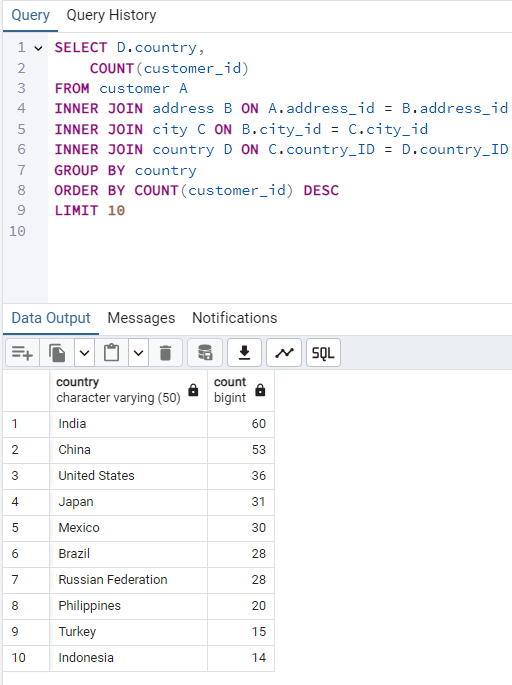 Query Query History
1 SELECT D.country,
2 COUNT(customer_id)
3 FROM customer A
4 INNER JOIN address B ON A.address_id = B.address_id
5 INNER JOIN city C ON B.city_id = C.city_id
6 INNER JOIN country D ON C.country_ID = D.country_ID
7 GROUP BY country
8 ORDER BY COUNT(customer_id) DESC
9 LIMIT 10
10
Data Output Messages Notifications
SQL
country count
character varying (50) bigint
1 India 60
2 China 53
3 United States 36
4 Japan 31
5 Mexico 30
6 Brazil 28
7 Russian Federation 28
8 Philippines 20
9 Turkey 15
10 Indonesia 14